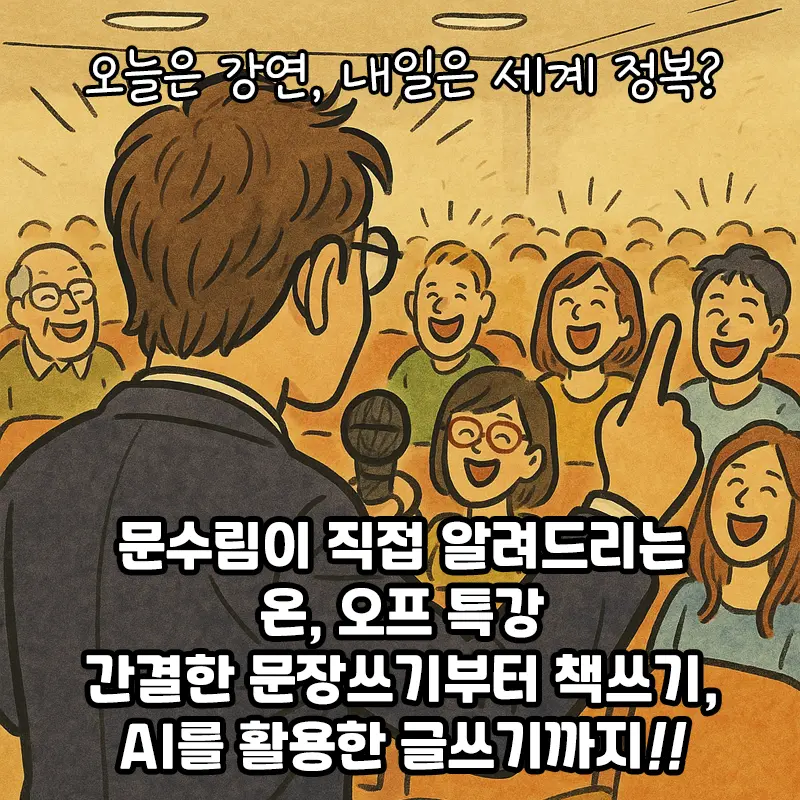 오늘은 강연, 내일은 세계 정복?
문수림이 직접 알려드리는
온, 오프 특강
간결한 문장쓰기부터 책쓰기,
AI를 활용한 글쓰기까지!!